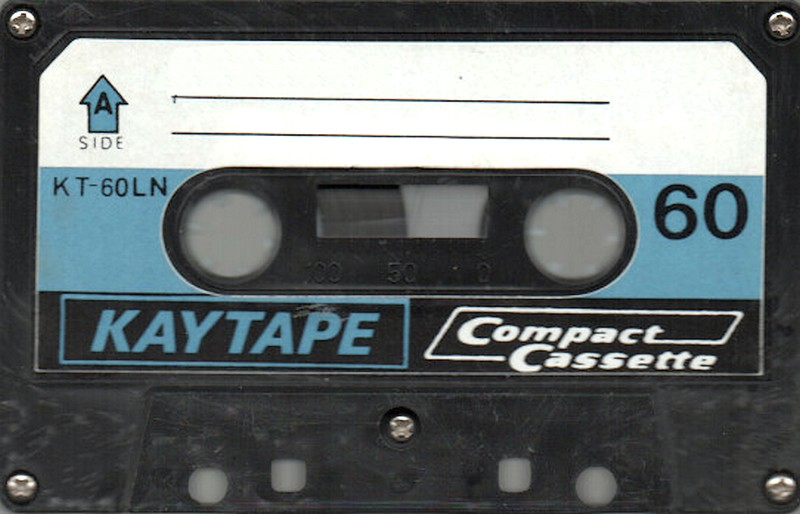 A
SIDE
KT-60LN
60
100 50 0
KAYTAPE
Compact
Cassette